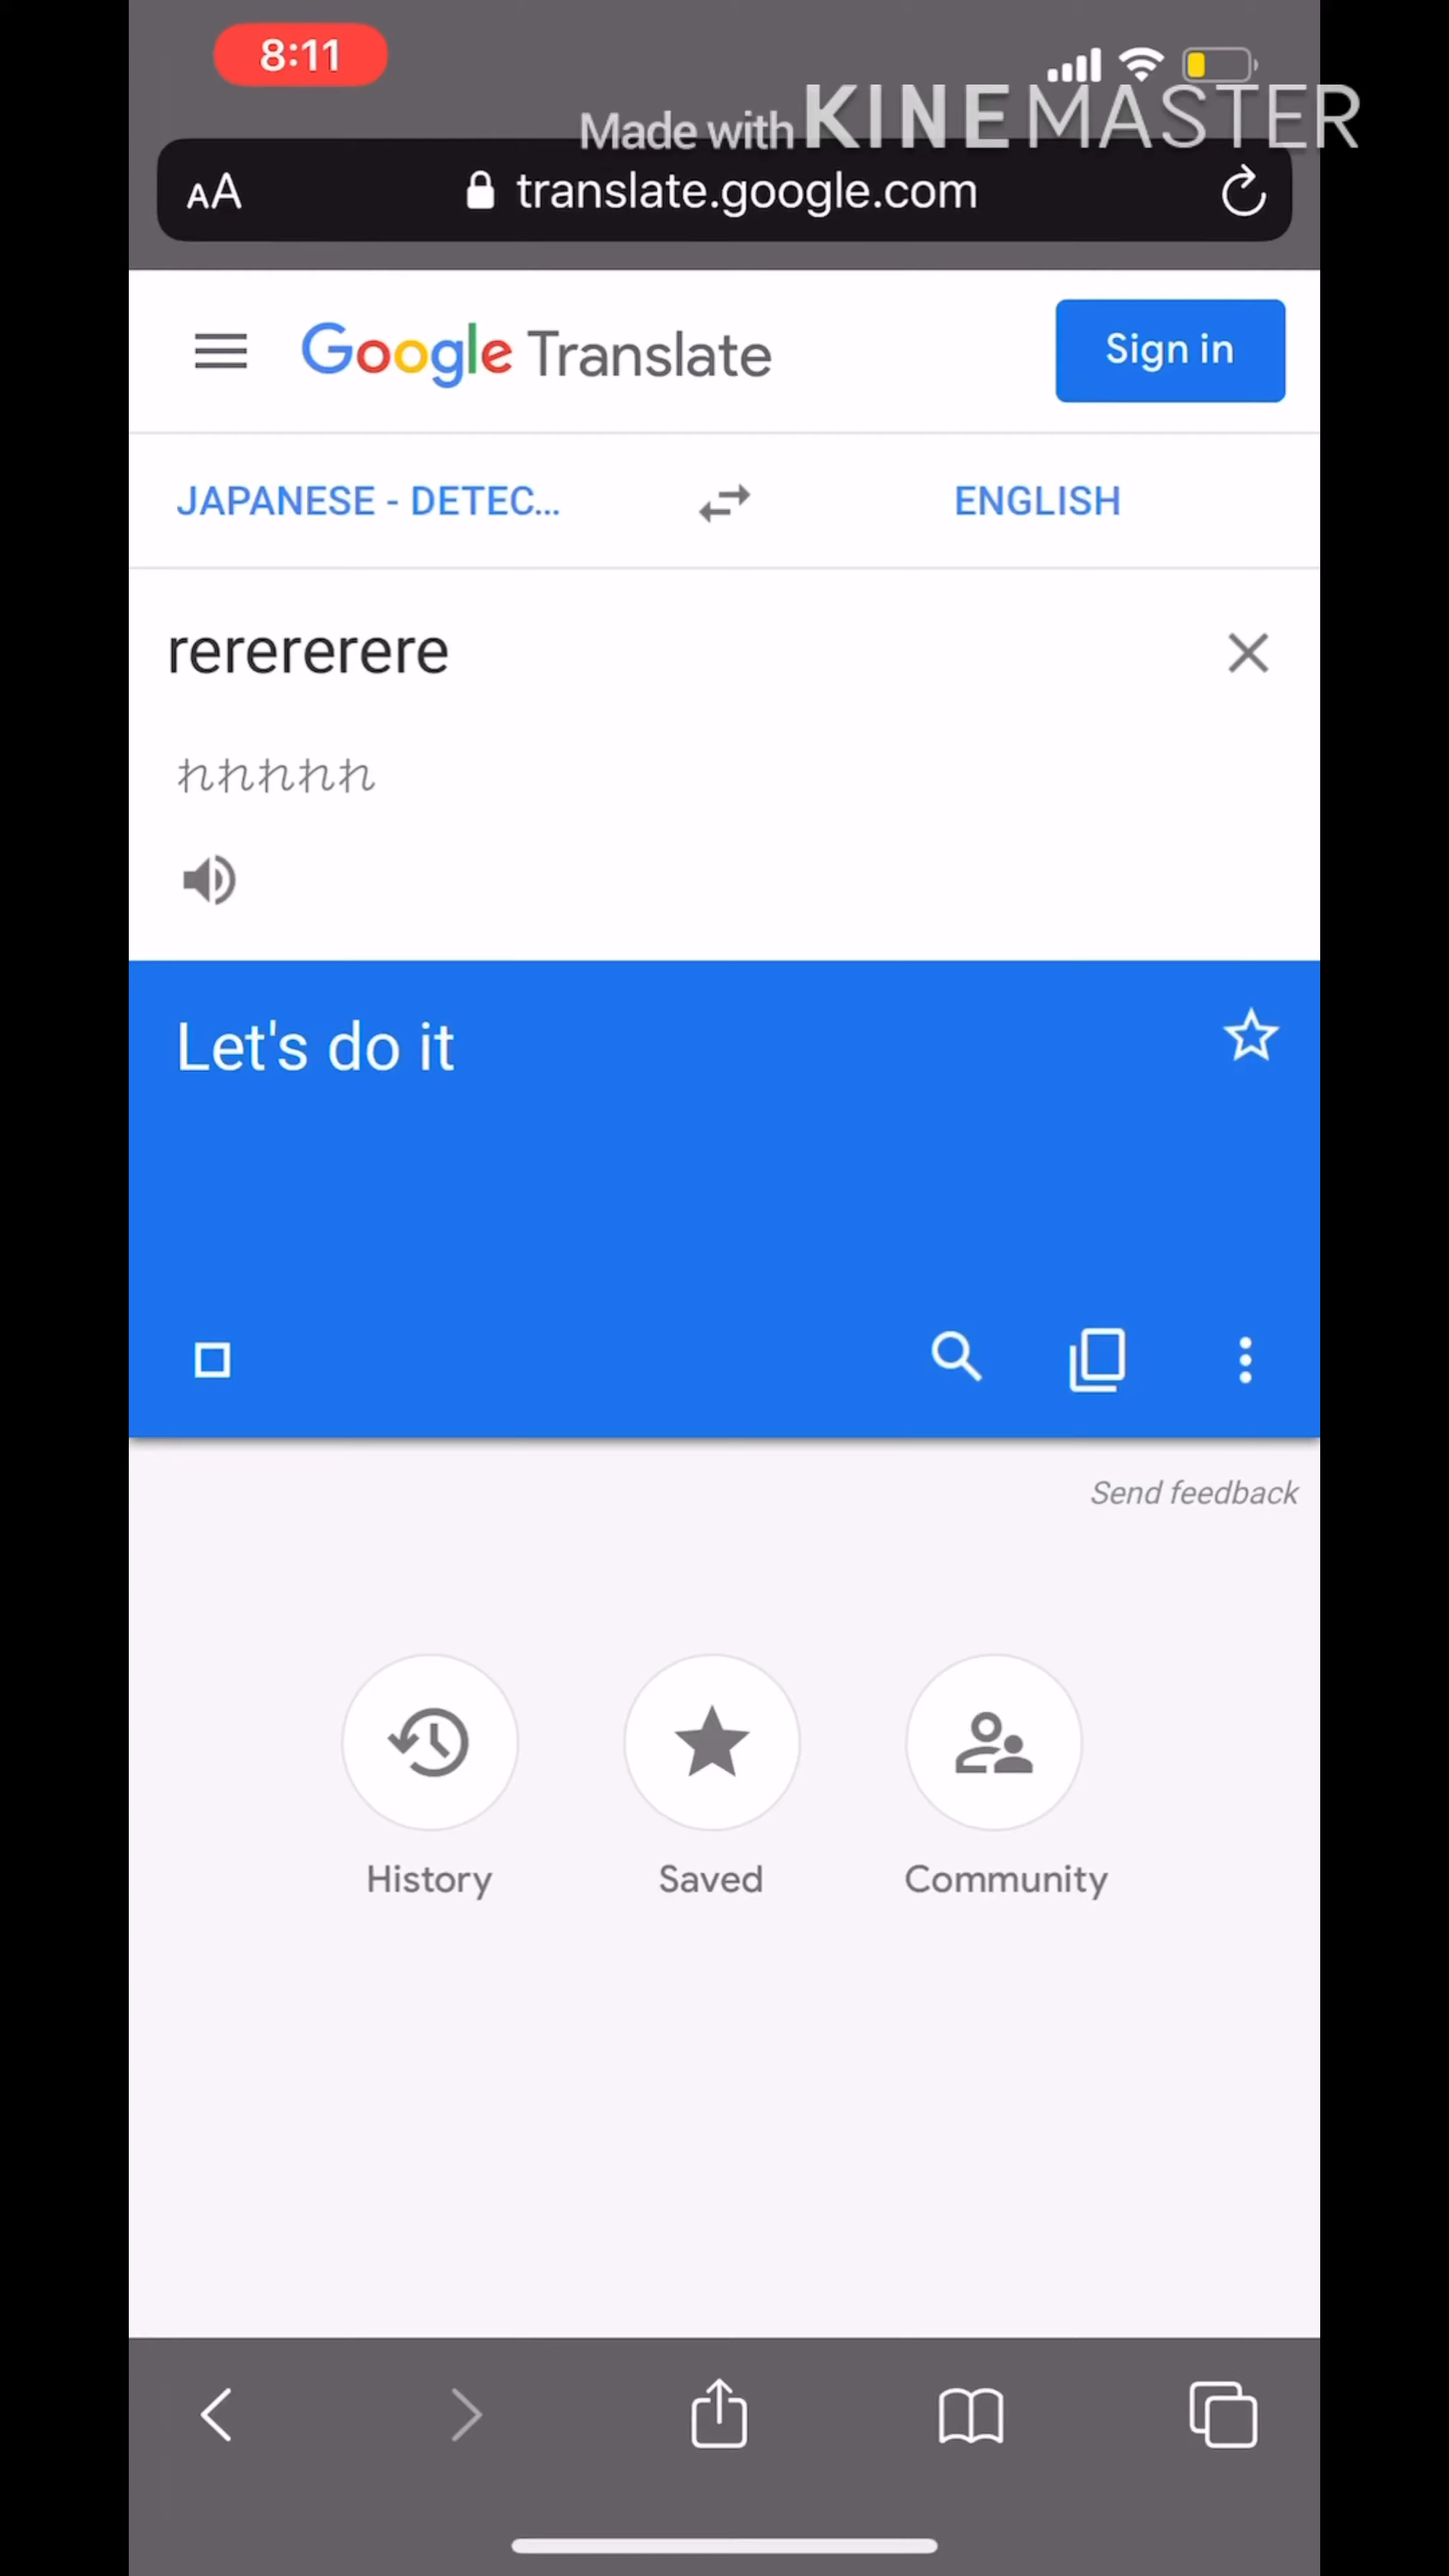 8:11
Made with KINEMASTER
AA translate.google.com
Google Translate
Sign in
JAPANESE - DETEC... ENGLISH
rerererere
れれれれれ
Let's do it
Send feedback
History Saved Community